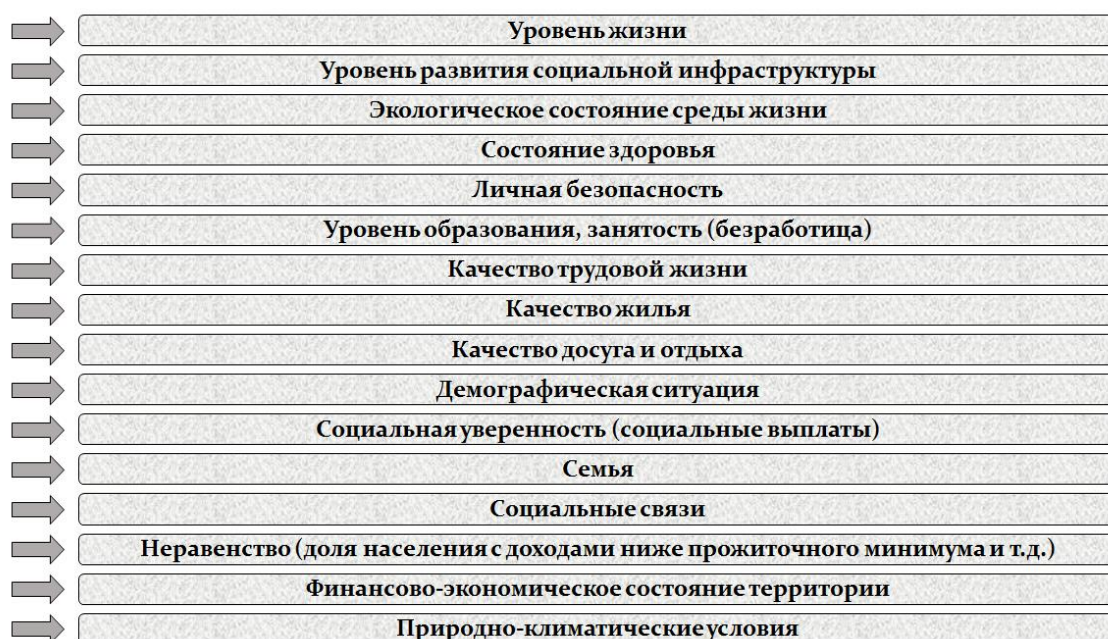 Уровень жизни
Уровень развития социальной инфраструктуры
Экологическое состояние среды жизни
Состояние здоровья
Личная безопасность
Уровень образования, занятость (безработица)
Качество трудовой жизни
Качество жилья
Качество досуга и отдыха
Демографическая ситуация
Социальная уверенность (социальные выплаты)
Семья
Социальные связи
Неравенство (доля населения с доходами ниже прожиточного минимума и т.д.)
Финансово-экономическое состояние территории
Природно-климатические условия